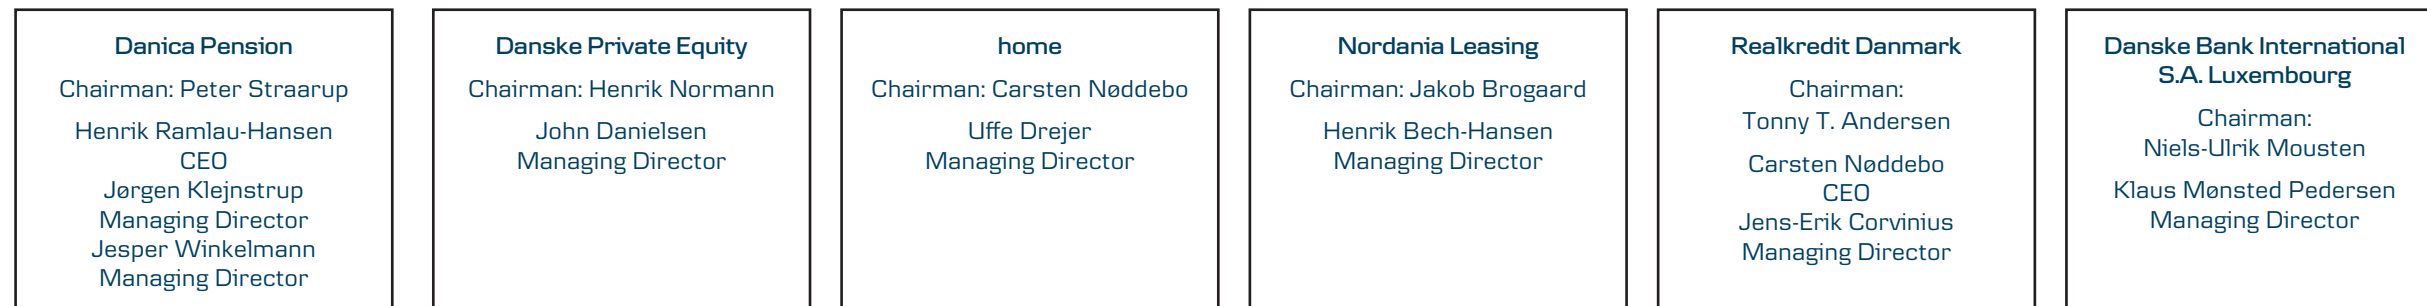 Danica Pension
Chairman: Peter Straarup
Henrik Ramlau-Hansen
CEO
Jørgen Klejnstrup
Managing Director
Jesper Winkelmann
Managing Director
Danske Private Equity
Chairman: Henrik Normann
John Danielsen
Managing Director
home
Chairman: Carsten Nøddebo
Uffe Drejer
Managing Director
Nordania Leasing
Chairman: Jakob Brogaard
Henrik Bech-Hansen
Managing Director
Realkredit Danmark
Chairman:
Tonny T. Andersen
Carsten Nøddebo
CEO
Jens-Erik Corvinius
Managing Director
Danske Bank International
S.A. Luxembourg
Chairman:
Niels-Ulrik Mousten
Klaus Mønsted Pedersen
Managing Director